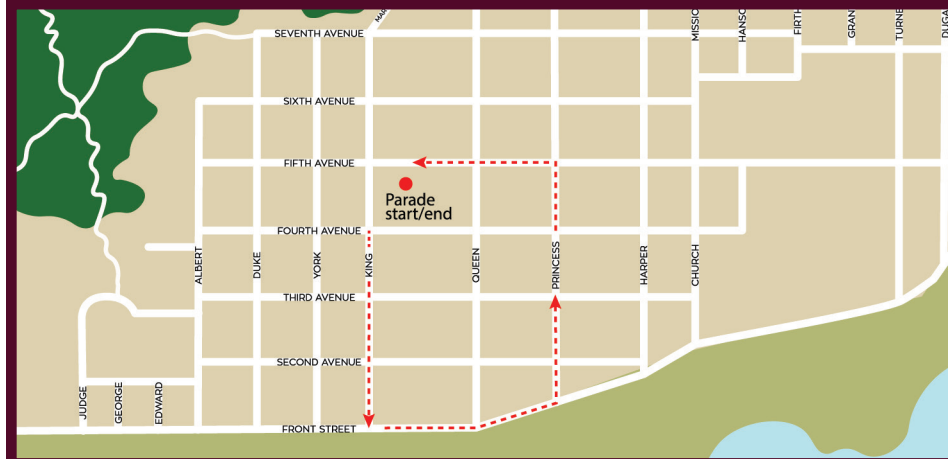 MAR
SEVENTH AVENUE
MISSIO
HANSO
FIRTH
GRAN
TURNE
DUGA
SIXTH AVENUE
FIFTH AVENUE
Parade
start/end
FOURTH AVENUE
ALBERT
DUKE
YORK
KING
QUEEN
PRINCESS
HARPER
CHURCH
THIRD AVENUE
SECOND AVENUE
JUDGE
GEORGE
EDWARD
FRONT STREET